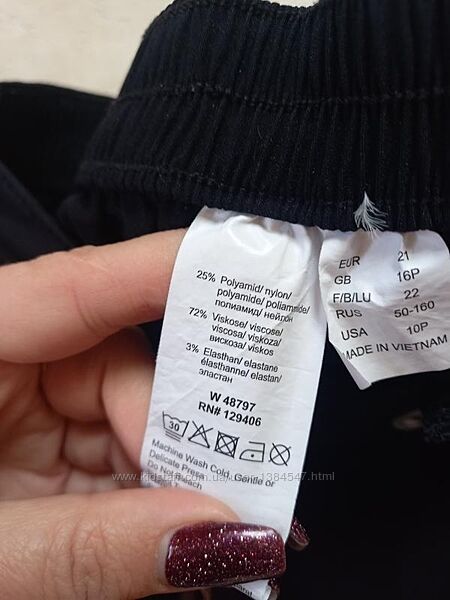 25% Polyamid/ nylon/
polyamide/ poliammide/
полиамид/ нейлон
72% Viskose/ viscose/
viscosa/ viskoza/
вискоза/ viskos
3% Elasthan/ elastane
élasthanne/ elastan/
эластан
W 48797
RN# 129406
30
Machine Wash Cold, Gentle or
Delicate Press
Do Not Bleach
EUR 21
GB 16P
F/B/LU 22
RUS 50-160
USA 10P
MADE IN VIETNAM